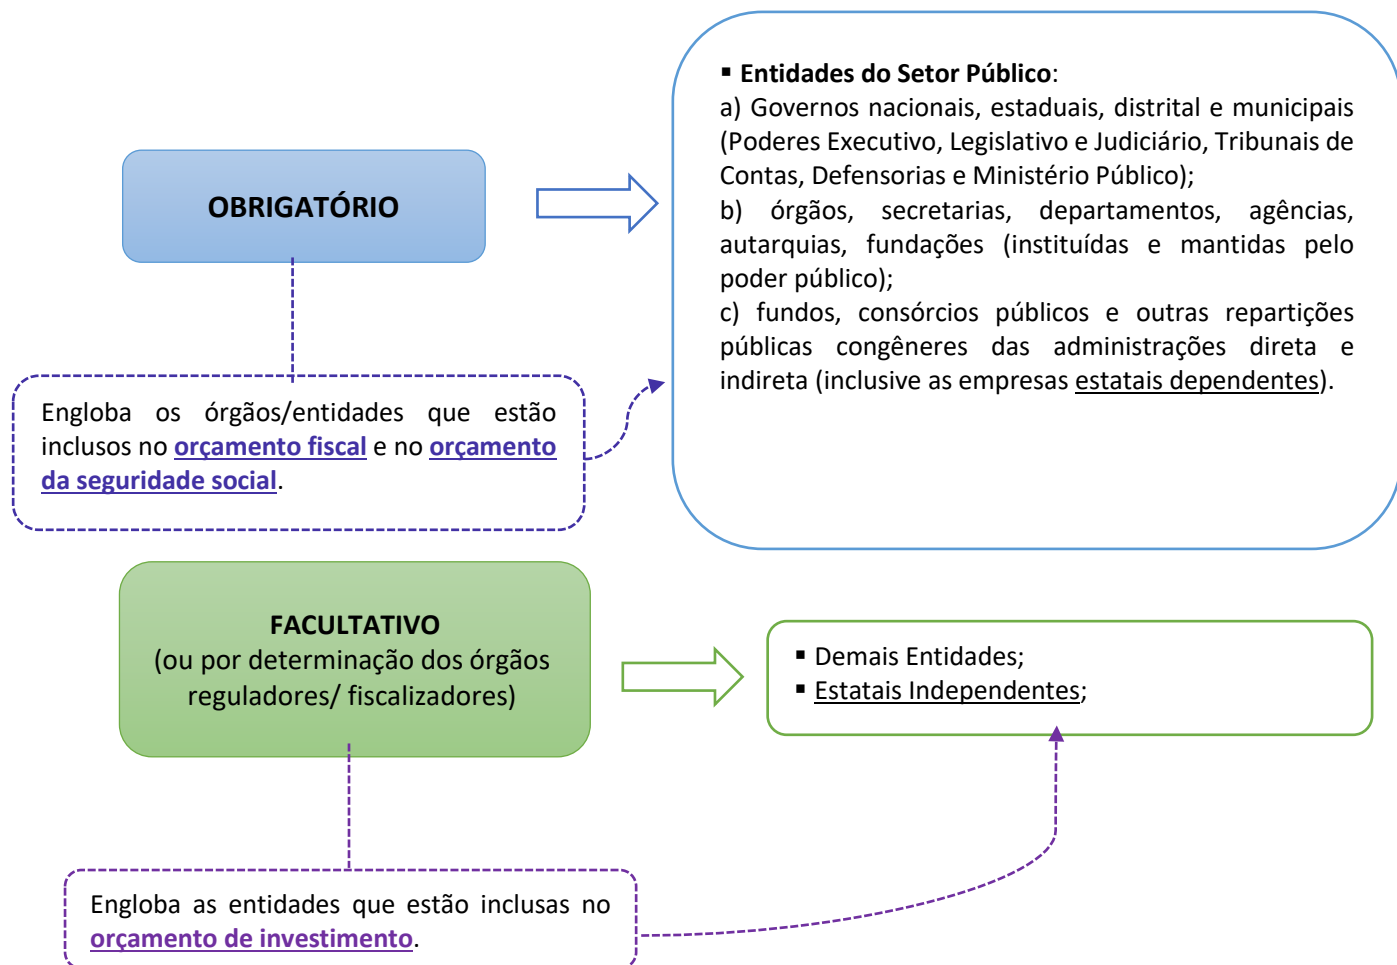 ▪ Entidades do Setor Público:
a) Governos nacionais, estaduais, distrital e municipais
(Poderes Executivo, Legislativo e Judiciário, Tribunais de
Contas, Defensorias e Ministério Público);
b) órgãos, secretarias, departamentos, agências,
autarquias, fundações (instituídas e mantidas pelo
poder público);
c) fundos, consórcios públicos e outras repartições
públicas congêneres das administrações direta e
indireta (inclusive as empresas estatais dependentes).
OBRIGATÓRIO
Engloba os órgãos/entidades que estão
inclusos no orçamento fiscal e no orçamento
da seguridade social.
FACULTATIVO
(ou por determinação dos órgãos
reguladores/ fiscalizadores)
▪ Demais Entidades;
▪ Estatais Independentes;
Engloba as entidades que estão inclusas no
orçamento de investimento.